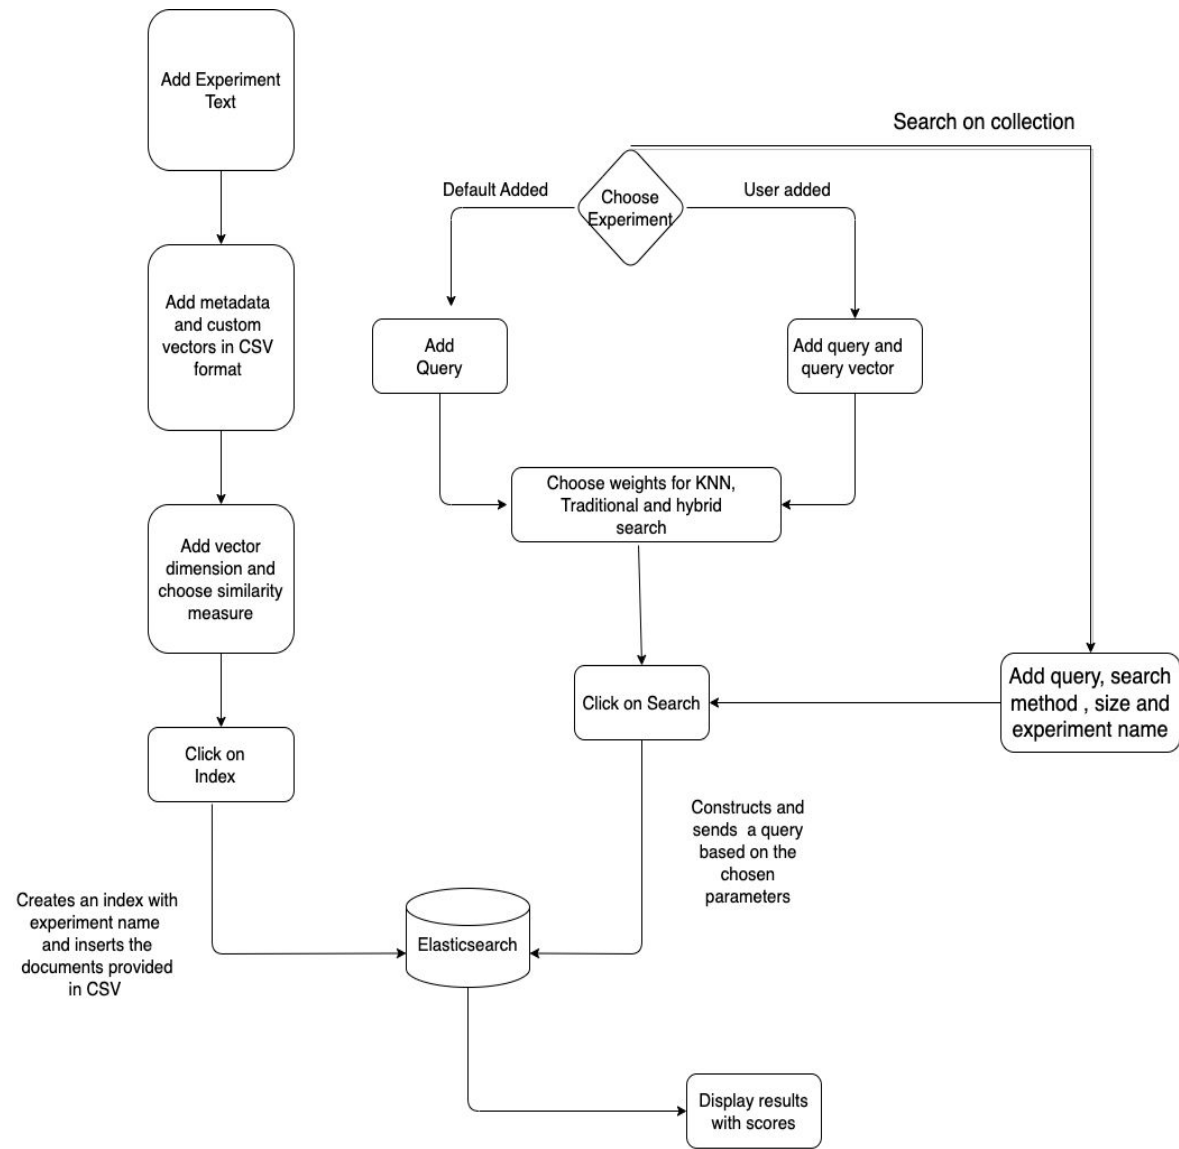 Add Experiment
Text
Search on collection
Default Added
User added
Choose
Experiment
Add metadata
and custom
vectors in CSV
format
Add
Query
Add query and
query vector
Choose weights for KNN,
Traditional and hybrid
search
Add vector
dimension and
choose similarity
measure
Click on Search
Add query, search
method , size and
experiment name
Click on
Index
Constructs and
sends  a query
based on the
chosen
parameters
Creates an index with
experiment name
and inserts the
documents provided
in CSV
Elasticsearch
Display results
with scores